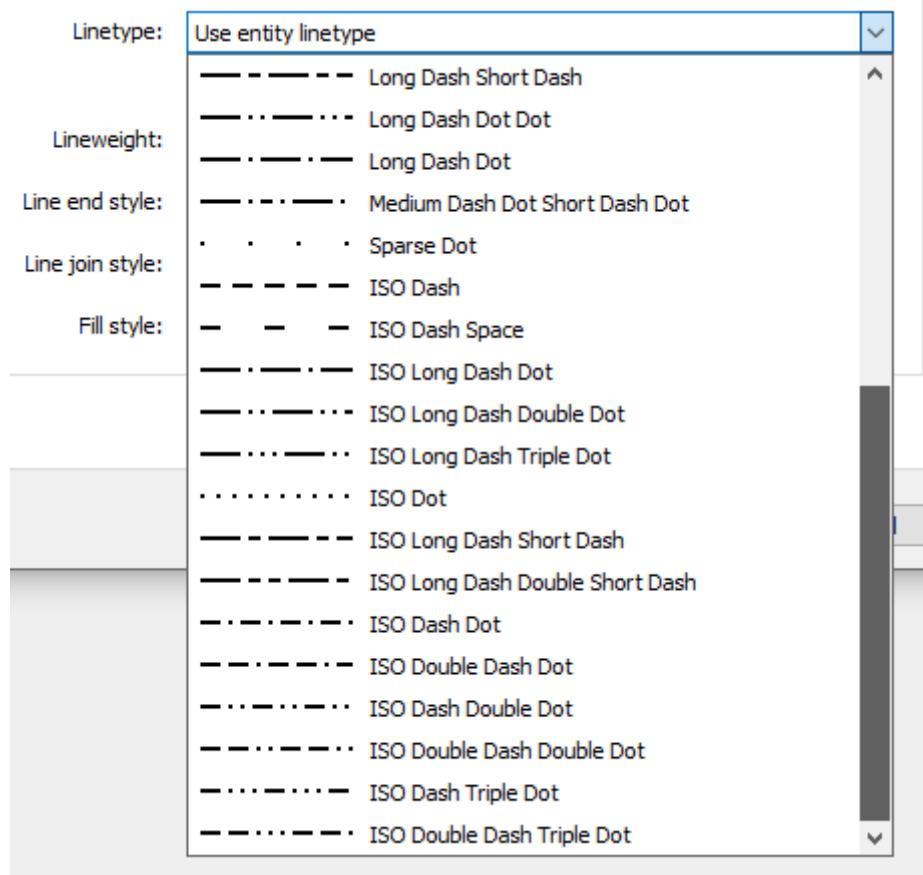 Linetype: Use entity linetype
Long Dash Short Dash
Long Dash Dot Dot
Lineweight:
Long Dash Dot
Line end style:
Medium Dash Dot Short Dash Dot
Sparse Dot
Line join style:
ISO Dash
Fill style:
ISO Dash Space
ISO Long Dash Dot
ISO Long Dash Double Dot
ISO Long Dash Triple Dot
ISO Dot
ISO Long Dash Short Dash
ISO Long Dash Double Short Dash
ISO Dash Dot
ISO Double Dash Dot
ISO Dash Double Dot
ISO Double Dash Double Dot
ISO Dash Triple Dot
ISO Double Dash Triple Dot